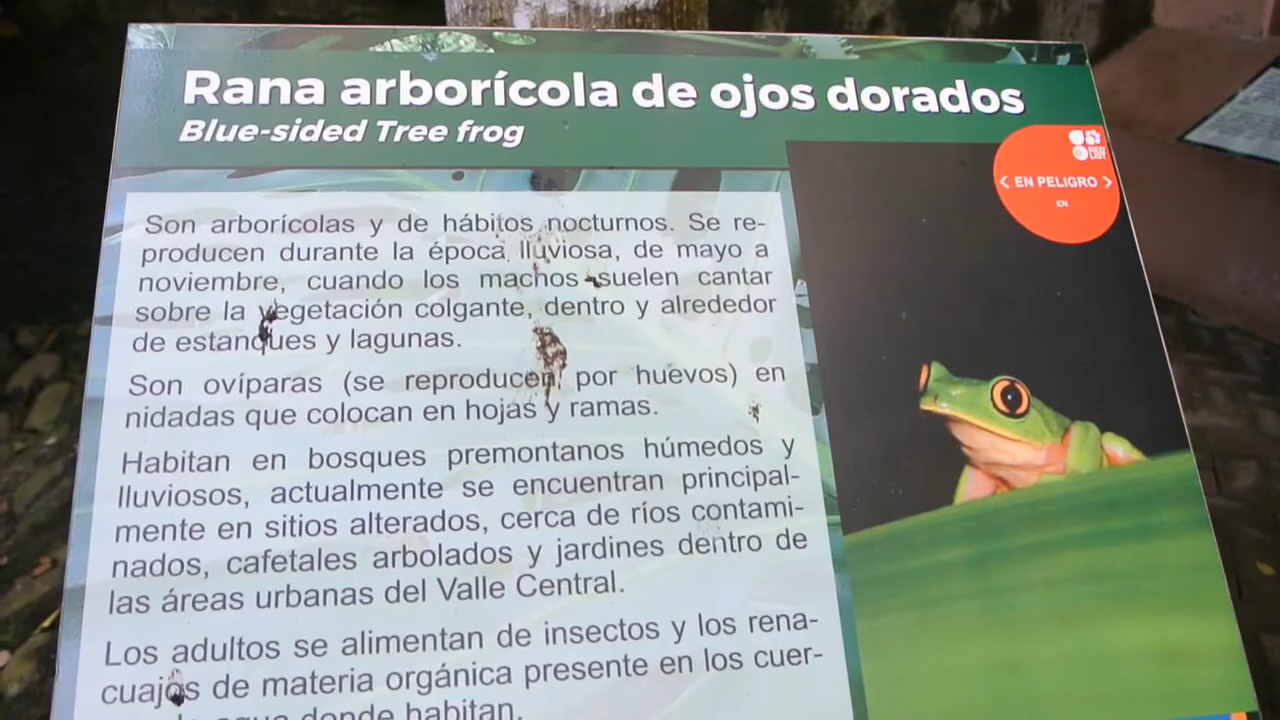 Rana arborícola de ojos dorados
Blue-sided Tree frog
< EN PELIGRO >
EN
Son arborícolas y de hábitos nocturnos. Se re-
producen durante la época lluviosa, de mayo a
noviembre, cuando los machos suelen cantar
sobre la vegetación colgante, dentro y alrededor
de estanques y lagunas.
Son ovíparas (se reproducen por huevos) en
nidadas que colocan en hojas y ramas.
Habitan en bosques premontanos húmedos y
lluviosos, actualmente se encuentran principal-
mente en sitios alterados, cerca de ríos contami-
nados, cafetales arbolados y jardines dentro de
las áreas urbanas del Valle Central.
Los adultos se alimentan de insectos y los rena-
cuajos de materia orgánica presente en los cuer-
donde habitan.